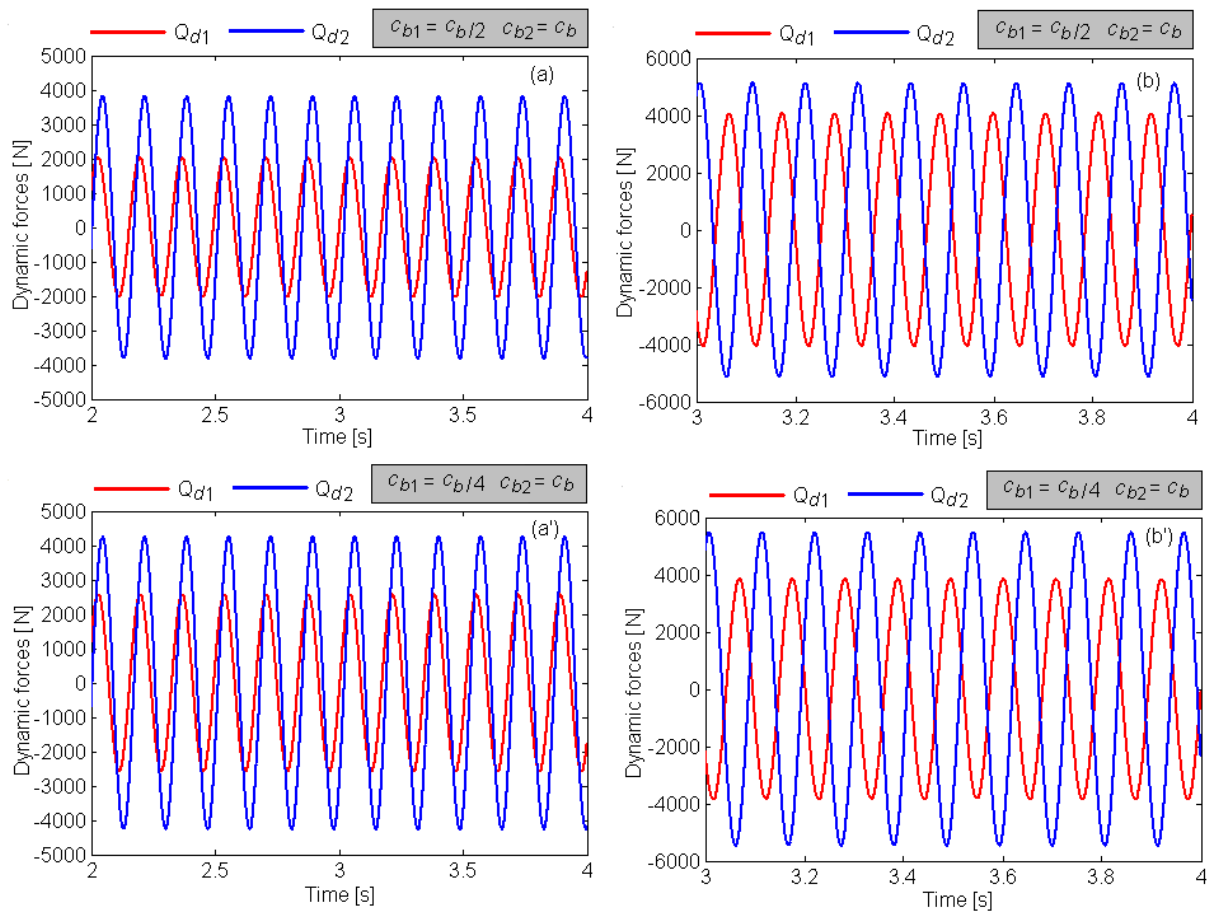 Q_d1 Q_d2 c_b1 = c_b/2 c_b2 = c_b
(a)
Dynamic forces [N]
5000
4000
3000
2000
1000
0
-1000
-2000
-3000
-4000
-5000
2 2.5 3 3.5 4
Time [s]
Q_d1 Q_d2 c_b1 = c_b/2 c_b2 = c_b
(b)
Dynamic forces [N]
6000
4000
2000
0
-2000
-4000
-6000
3 3.2 3.4 3.6 3.8 4
Time [s]
Q_d1 Q_d2 c_b1 = c_b/4 c_b2 = c_b
(a')
Dynamic forces [N]
5000
4000
3000
2000
1000
0
-1000
-2000
-3000
-4000
-5000
2 2.5 3 3.5 4
Time [s]
Q_d1 Q_d2 c_b1 = c_b/4 c_b2 = c_b
(b')
Dynamic forces [N]
6000
4000
2000
0
-2000
-4000
-6000
3 3.2 3.4 3.6 3.8 4
Time [s]